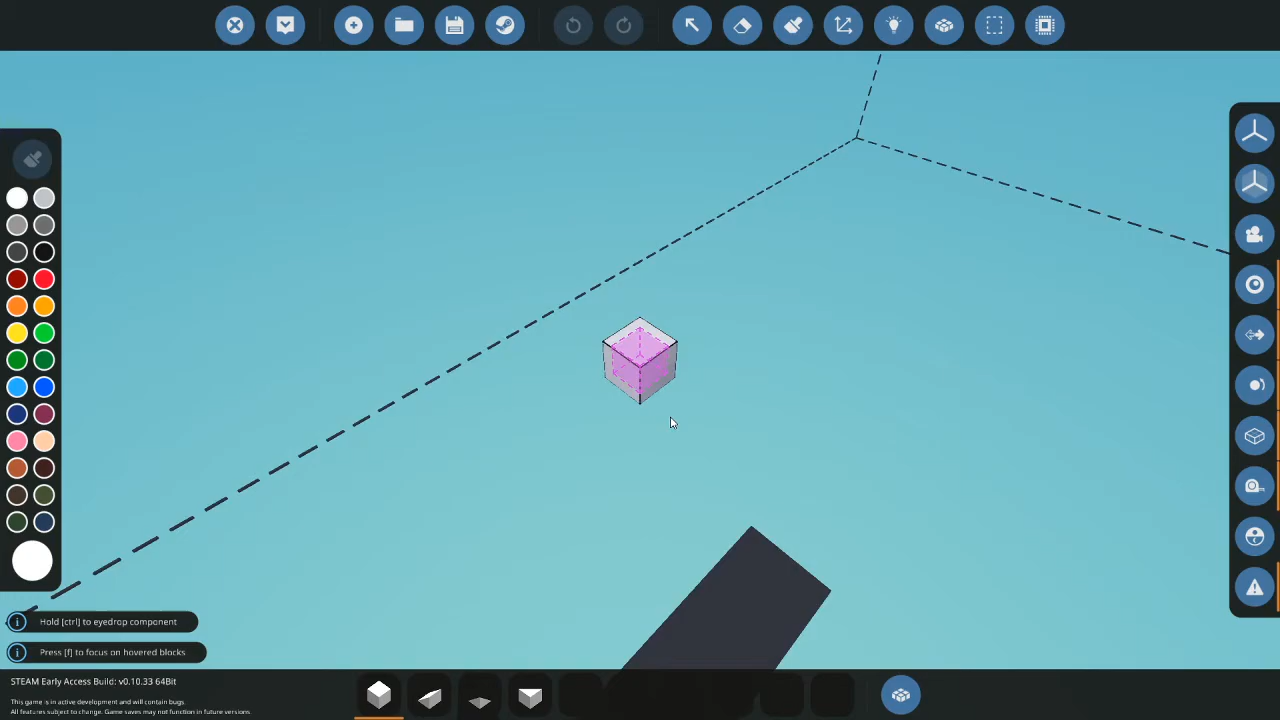 Hold [ctrl] to eyedrop component
Press [f] to focus on hovered blocks
STEAM Early Access Build: v0.10.33 64Bit
This game is in active development and will contain bugs
All features subject to change. Game saves may not function in future versions